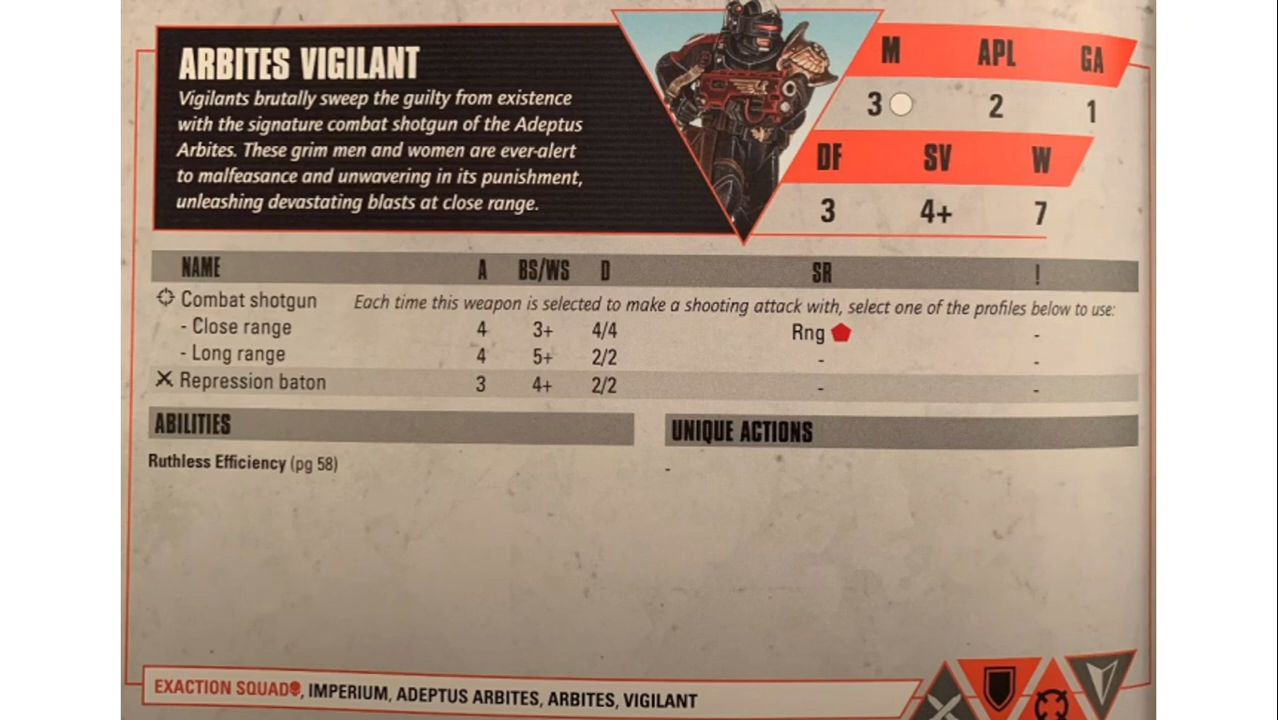 ARBITES VIGILANT
Vigilants brutally sweep the guilty from existence
with the signature combat shotgun of the Adeptus
Arbites. These grim men and women are ever-alert
to malfeasance and unwavering in its punishment,
unleashing devastating blasts at close range.
M APL GA
3 2 1
DF SV W
3 4+ 7
NAME A BS/WS D SR !
Combat shotgun Each time this weapon is selected to make a shooting attack with, select one of the profiles below to use:
- Close range 4 3+ 4/4 Rng -
- Long range 4 5+ 2/2 - -
Repression baton 3 4+ 2/2 - -
ABILITIES
Ruthless Efficiency (pg 58)
UNIQUE ACTIONS
-
EXACTION SQUAD, IMPERIUM, ADEPTUS ARBITES, ARBITES, VIGILANT